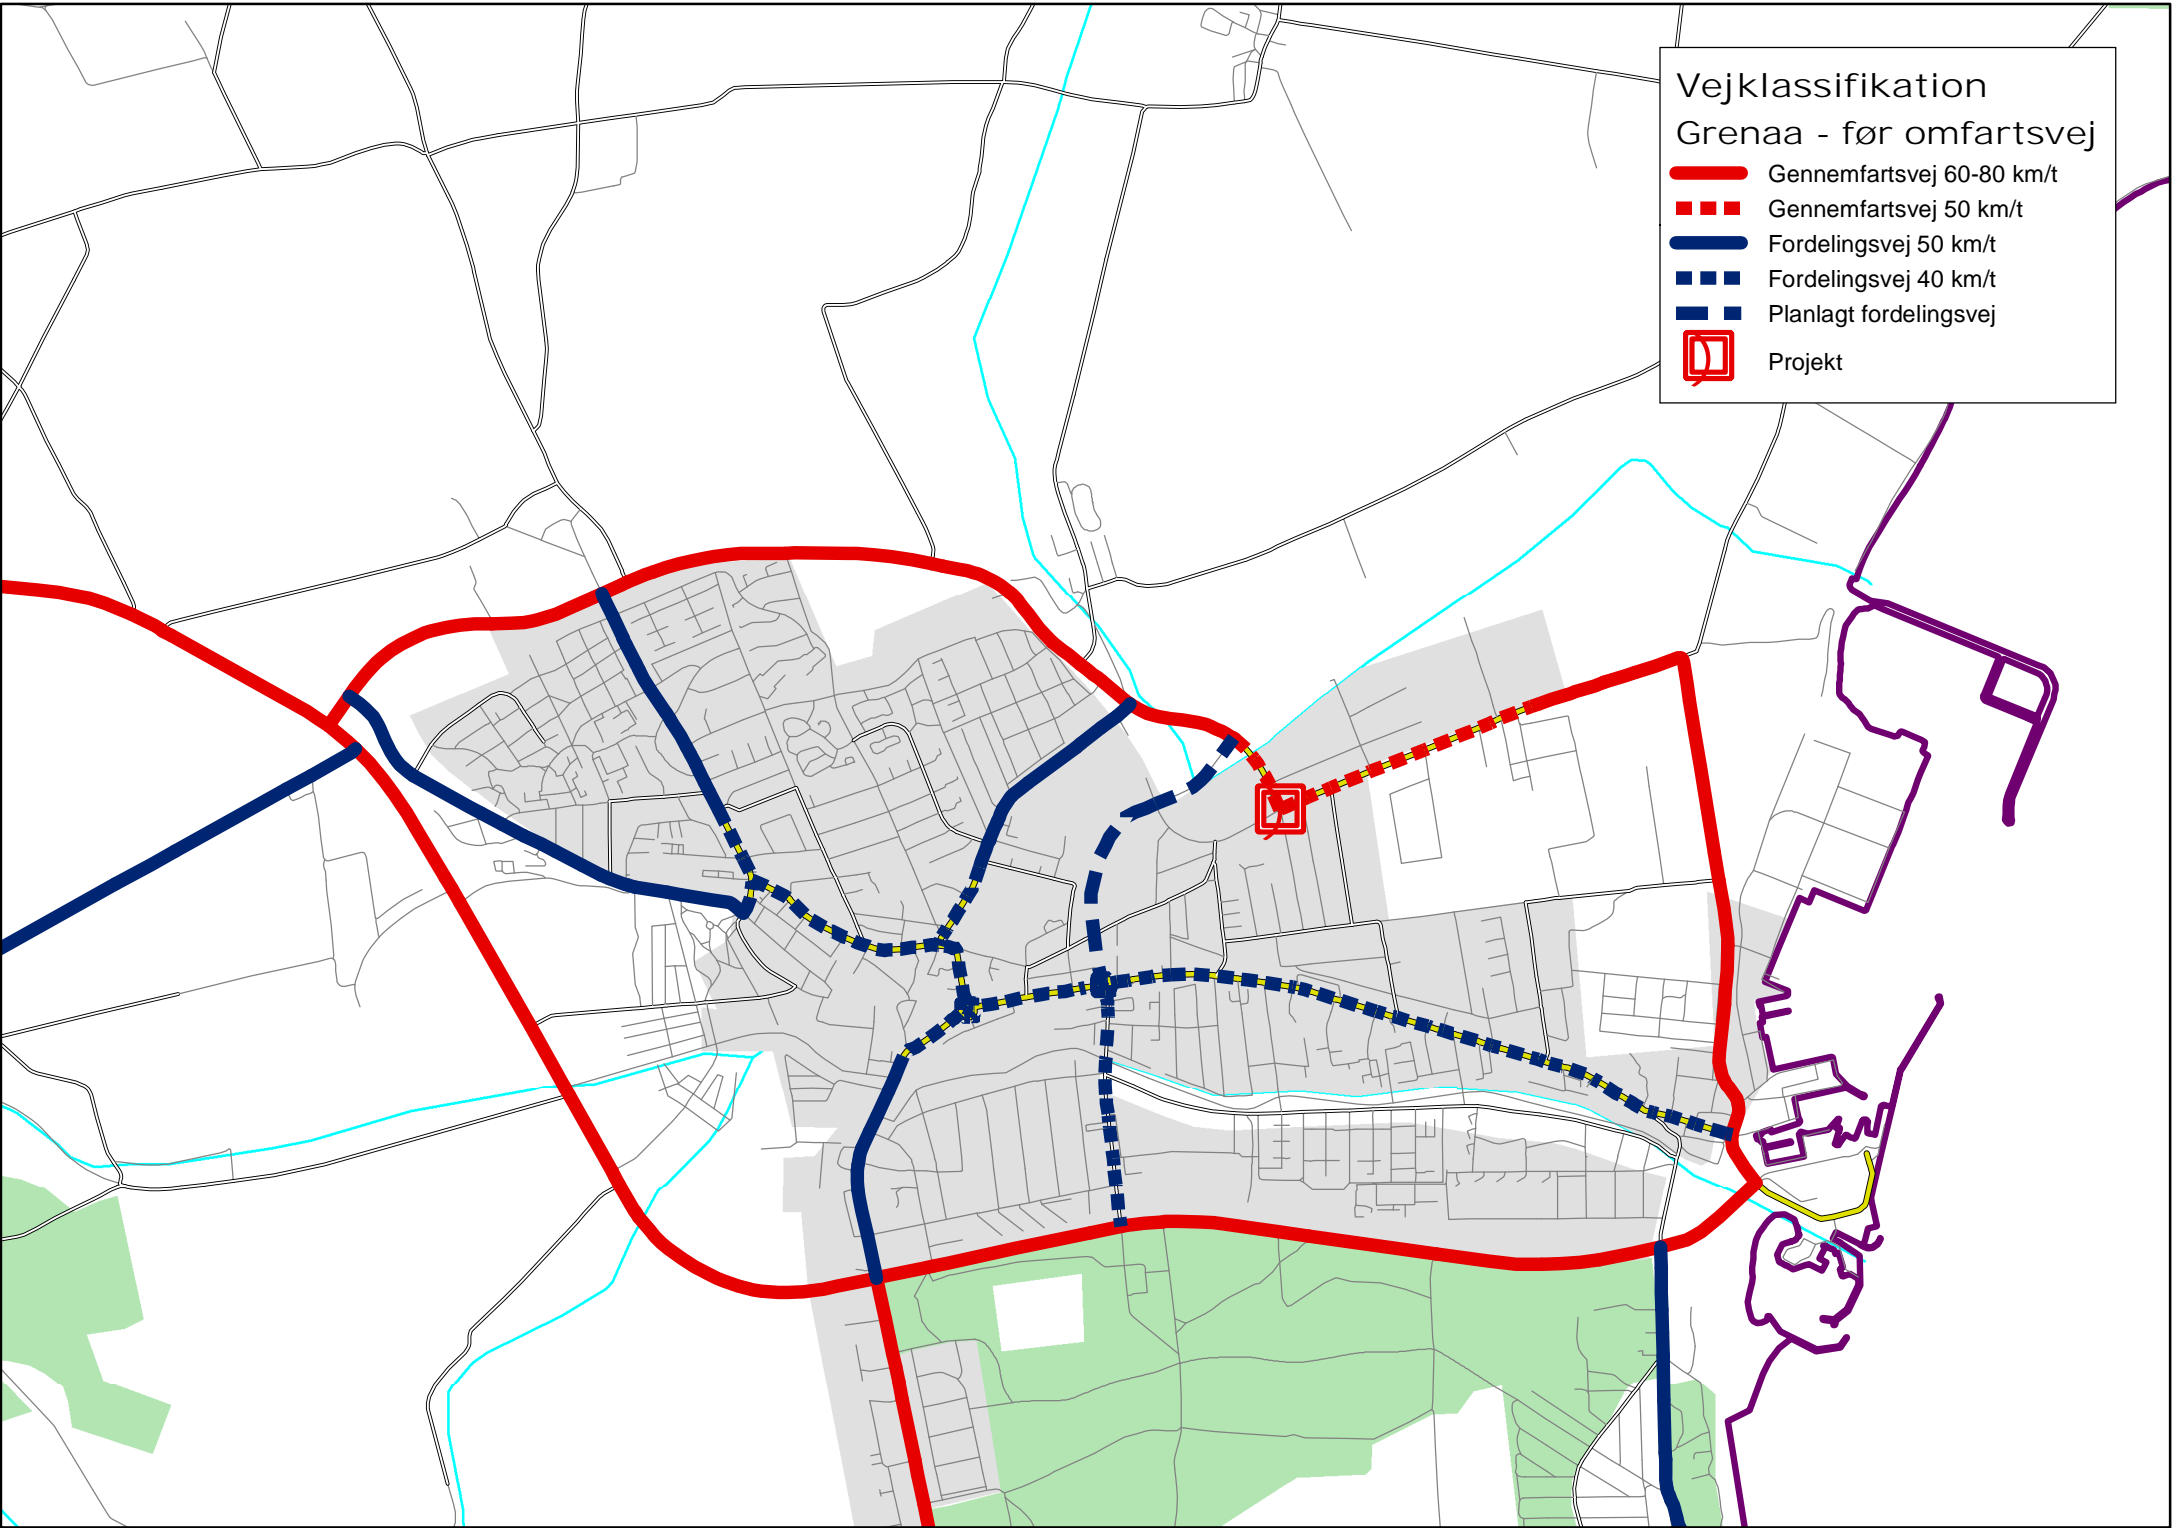 Vejklassifikation
Grenaa - før omfartsvej
Gennemfartsvej 60-80 km/t
Gennemfartsvej 50 km/t
Fordelingsvej 50 km/t
Fordelingsvej 40 km/t
Planlagt fordelingsvej
Projekt